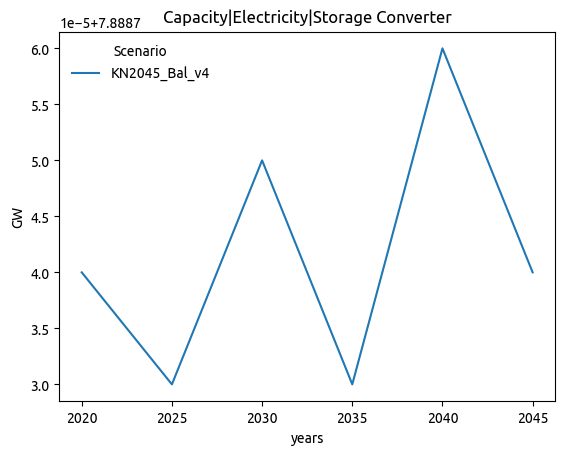 Capacity|Electricity|Storage Converter
1e−5+7.8887
Scenario
KN2045_Bal_v4
6.0
5.5
5.0
4.5
4.0
3.5
3.0
GW
2020 2025 2030 2035 2040 2045
years